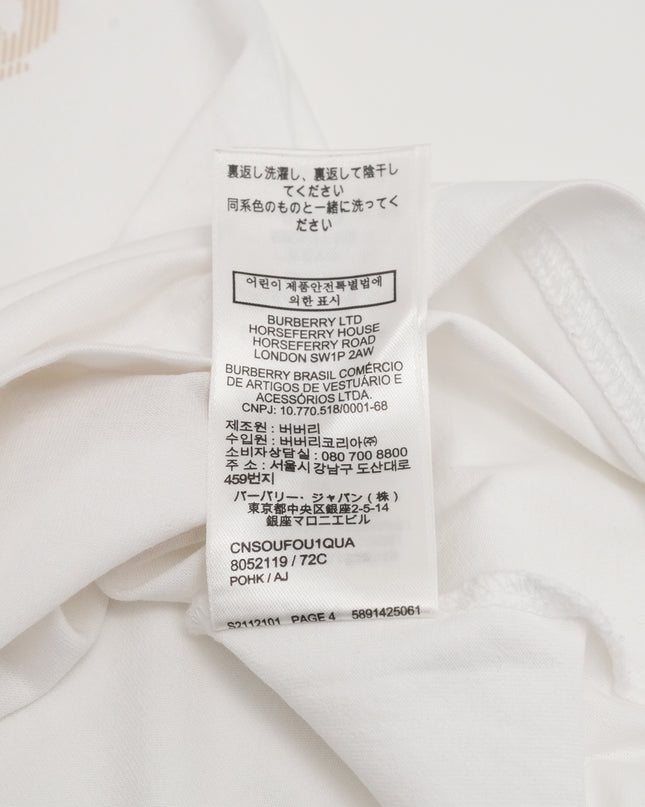 裏返し洗濯し、裏返して陰干し
てください
同系色のものと一緒に洗ってく
ださい
어린이 제품안전특별법에
의한 표시
BURBERRY LTD
HORSEFERRY HOUSE
HORSEFERRY ROAD
LONDON SW1P 2AW
BURBERRY BRASIL COMÉRCIO
DE ARTIGOS DE VESTUÁRIO E
ACESSÓRIOS LTDA.
CNPJ: 10.770.518/0001-68
제조원 : 버버리
수입원 : 버버리코리아㈜
소비자상담실 : 080 700 8800
주 소 : 서울시 강남구 도산대로
459번지
バーバリー・ジャパン ( 株 )
東京都中央区銀座2-5-14
銀座マロニエビル
CNSOUFOU1QUA
8052119 / 72C
POHK / AJ
S2112101 PAGE 4 5891425061